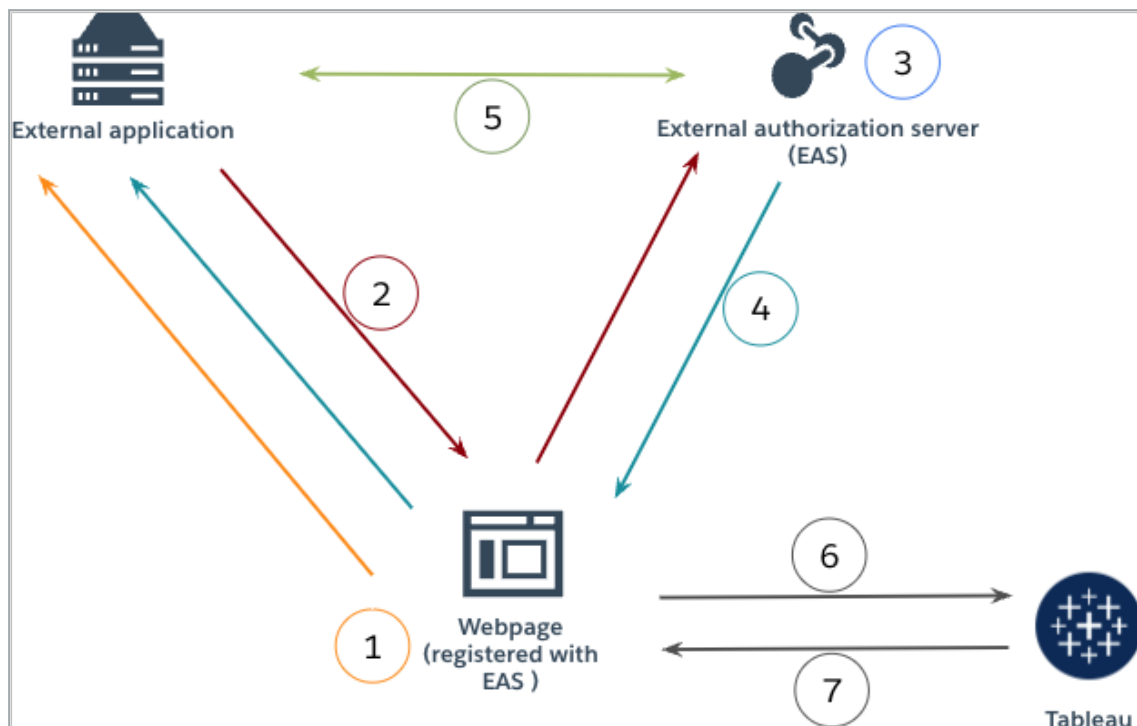 3
5
External application
External authorization server
(EAS)
2
4
6
1
Webpage
(registered with
EAS )
7
Tableau